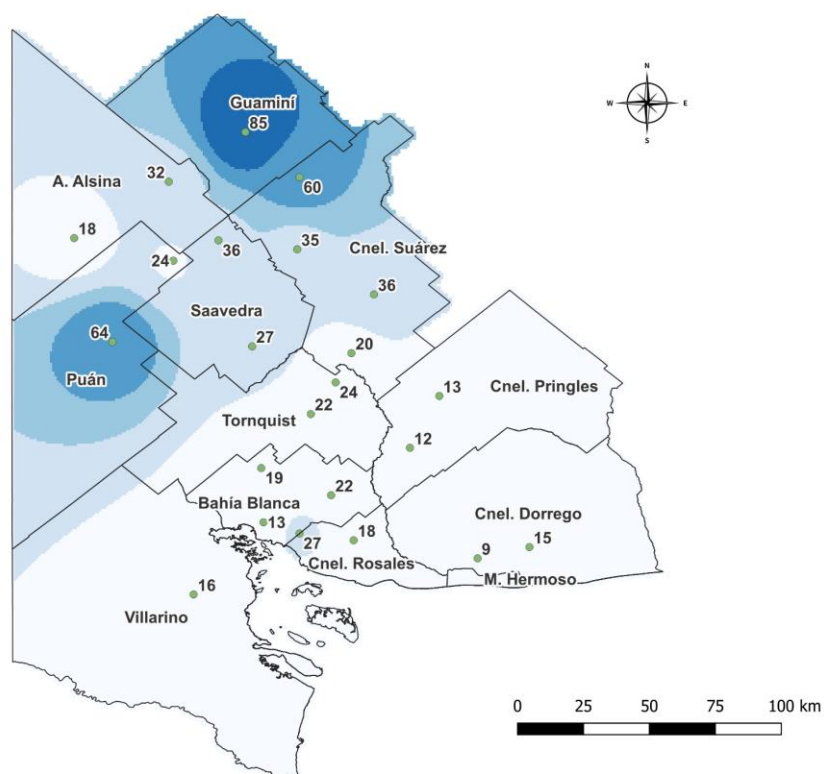 N
W E
S
Guaminí
85
A. Alsina
32
60
18
24
36
35
Cnel. Suárez
36
Saavedra
64
27
20
Puán
24
13
Cnel. Pringles
22
Tornquist
12
19
22
Bahía Blanca
13
27
18
Cnel. Rosales
Cnel. Dorrego
15
9
M. Hermoso
16
Villarino
0 25 50 75 100 km